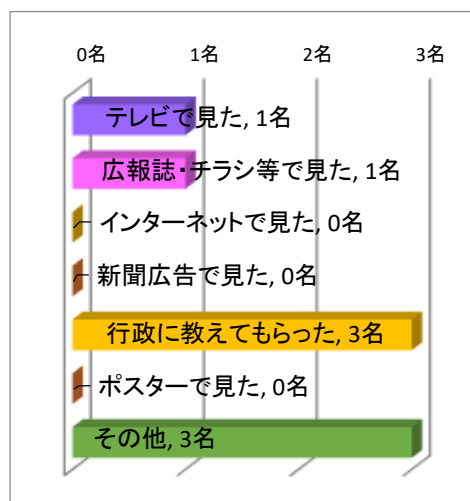 0名 1名 2名 3名
テレビで見た, 1名
広報誌・チラシ等で見た, 1名
インターネットで見た, 0名
新聞広告で見た, 0名
行政に教えてもらった, 3名
ポスターで見た, 0名
その他, 3名